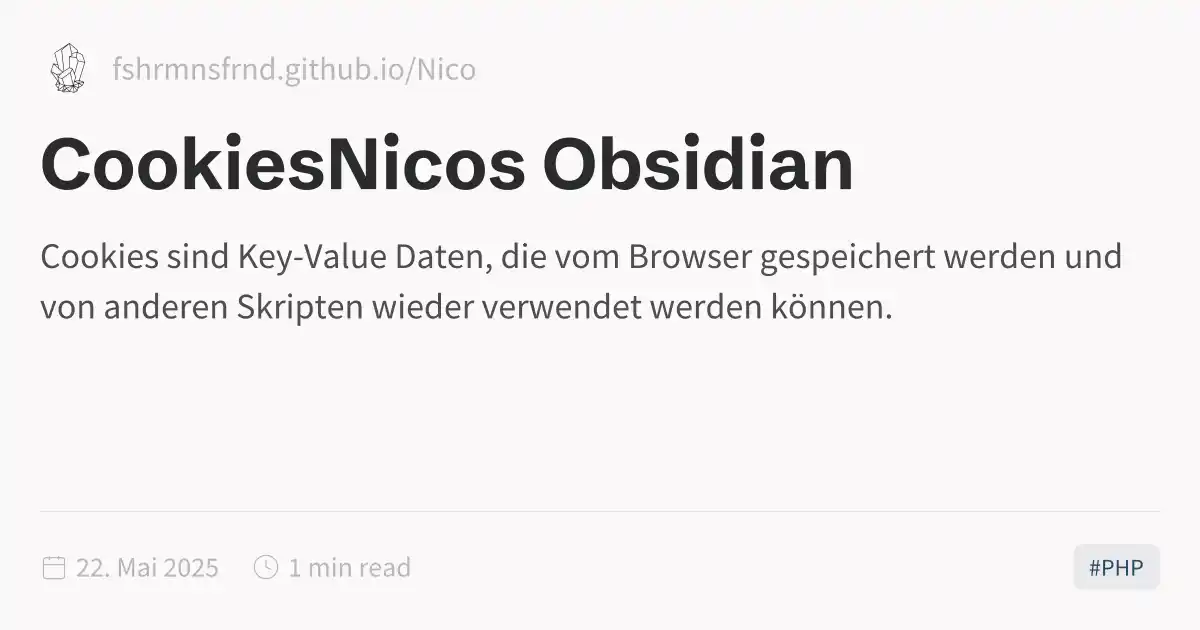 fshrmnsfrnd.github.io/Nico
CookiesNicos Obsidian
Cookies sind Key-Value Daten, die vom Browser gespeichert werden und
von anderen Skripten wieder verwendet werden können.
22. Mai 2025 1 min read #PHP